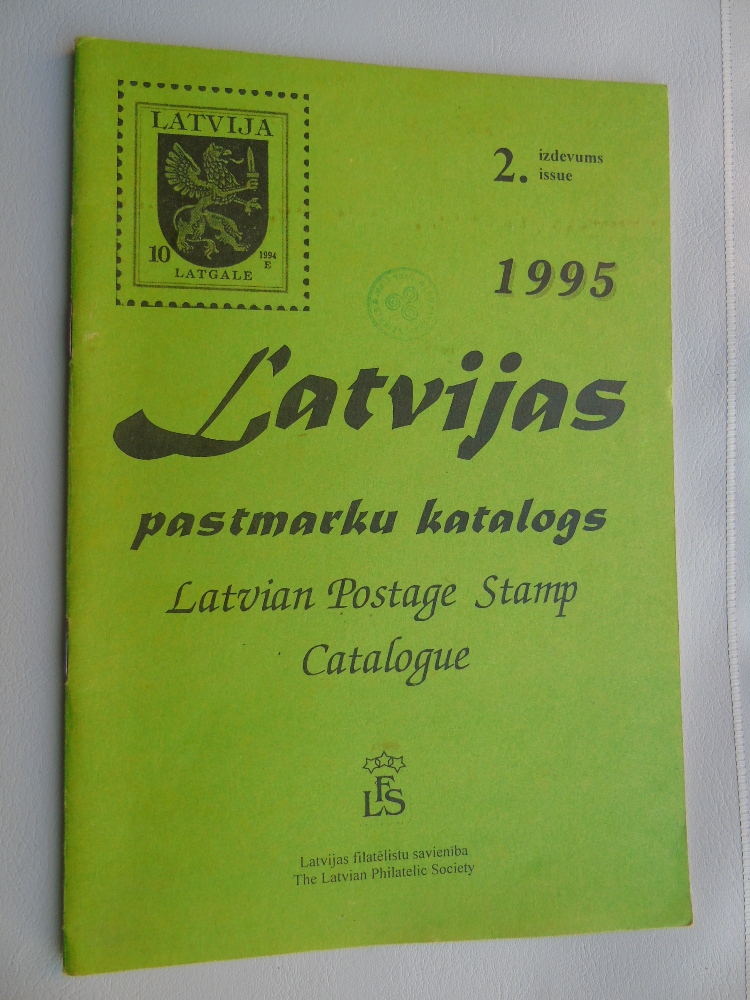 LATVIJA
10
1994
E
LATGALE
2. izdevums
issue
1995
Latvijas
pastmarku katalogs
Latvian Postage Stamp
Catalogue
LFS
Latvijas filatēlistu savienība
The Latvian Philatelic Society